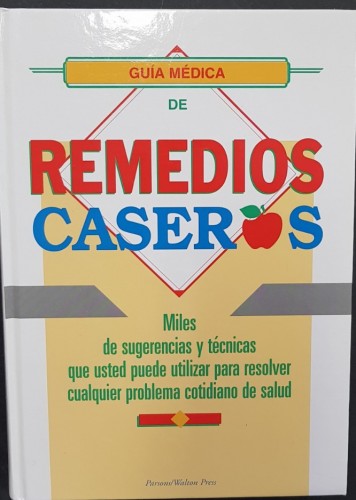 GUÍA MÉDICA
DE
REMEDIOS
CASEROS
Miles
de sugerencias y técnicas
que usted puede utilizar para resolver
cualquier problema cotidiano de salud
Parsons/Walton Press